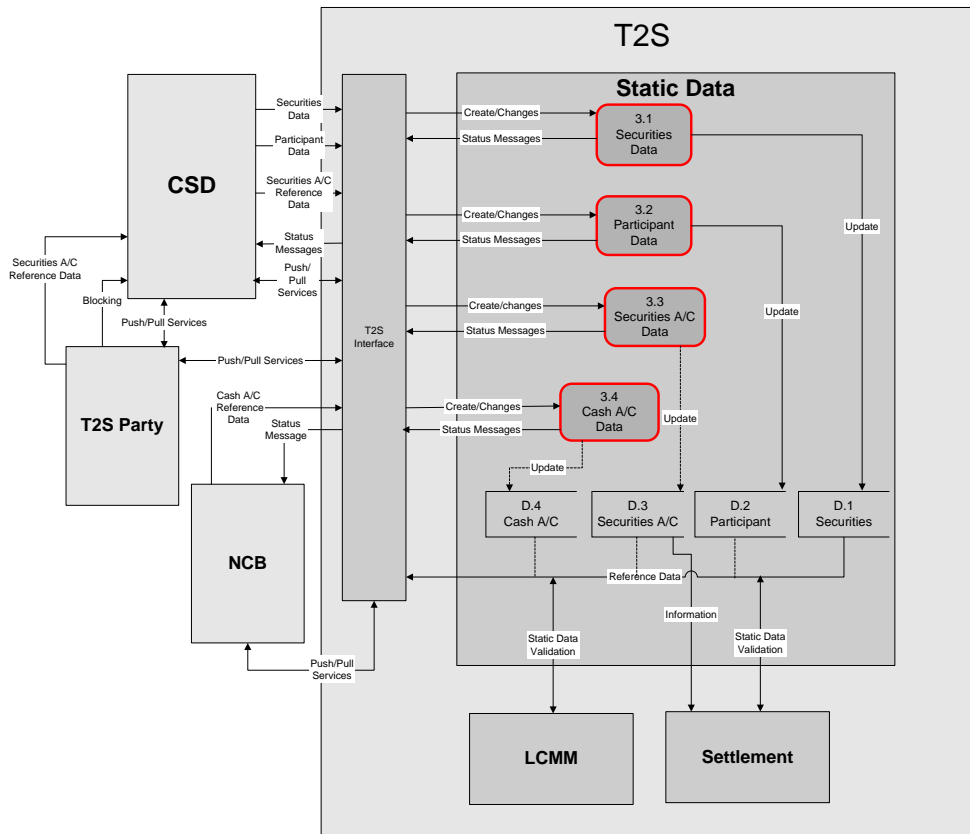 T2S
Static Data
CSD
Securities
Data
Participant
Data
Securities A/C
Reference
Data
Status
Messages
Push/
Pull
Services
Securities A/C
Reference Data
Blocking
Push/Pull Services
T2S Party
Push/Pull Services
Cash A/C
Reference
Data
Status
Message
NCB
Push/Pull
Services
T2S
Interface
Create/Changes
Status Messages
3.1
Securities
Data
Create/Changes
Status Messages
3.2
Participant
Data
Create/changes
Status Messages
3.3
Securities A/C
Data
Create/Changes
Status Messages
3.4
Cash A/C
Data
Update
Update
Update
Update
D.4
Cash A/C
D.3
Securities A/C
D.2
Participant
D.1
Securities
Reference Data
Information
Static Data
Validation
Static Data
Validation
LCMM
Settlement